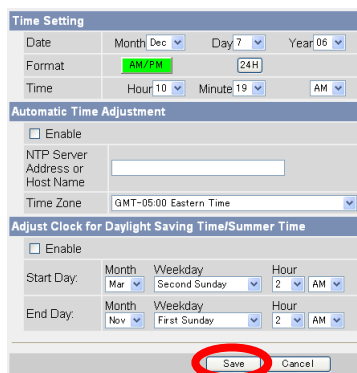 Time Setting
Date Month Dec Day 7 Year 06
Format AM/PM 24H
Time Hour 10 Minute 19 AM
Automatic Time Adjustment
Enable
NTP Server
Address or
Host Name
Time Zone GMT-05:00 Eastern Time
Adjust Clock for Daylight Saving Time/Summer Time
Enable
Month Weekday Hour
Start Day: Mar Second Sunday 2 AM
Month Weekday Hour
End Day: Nov First Sunday 2 AM
Save Cancel